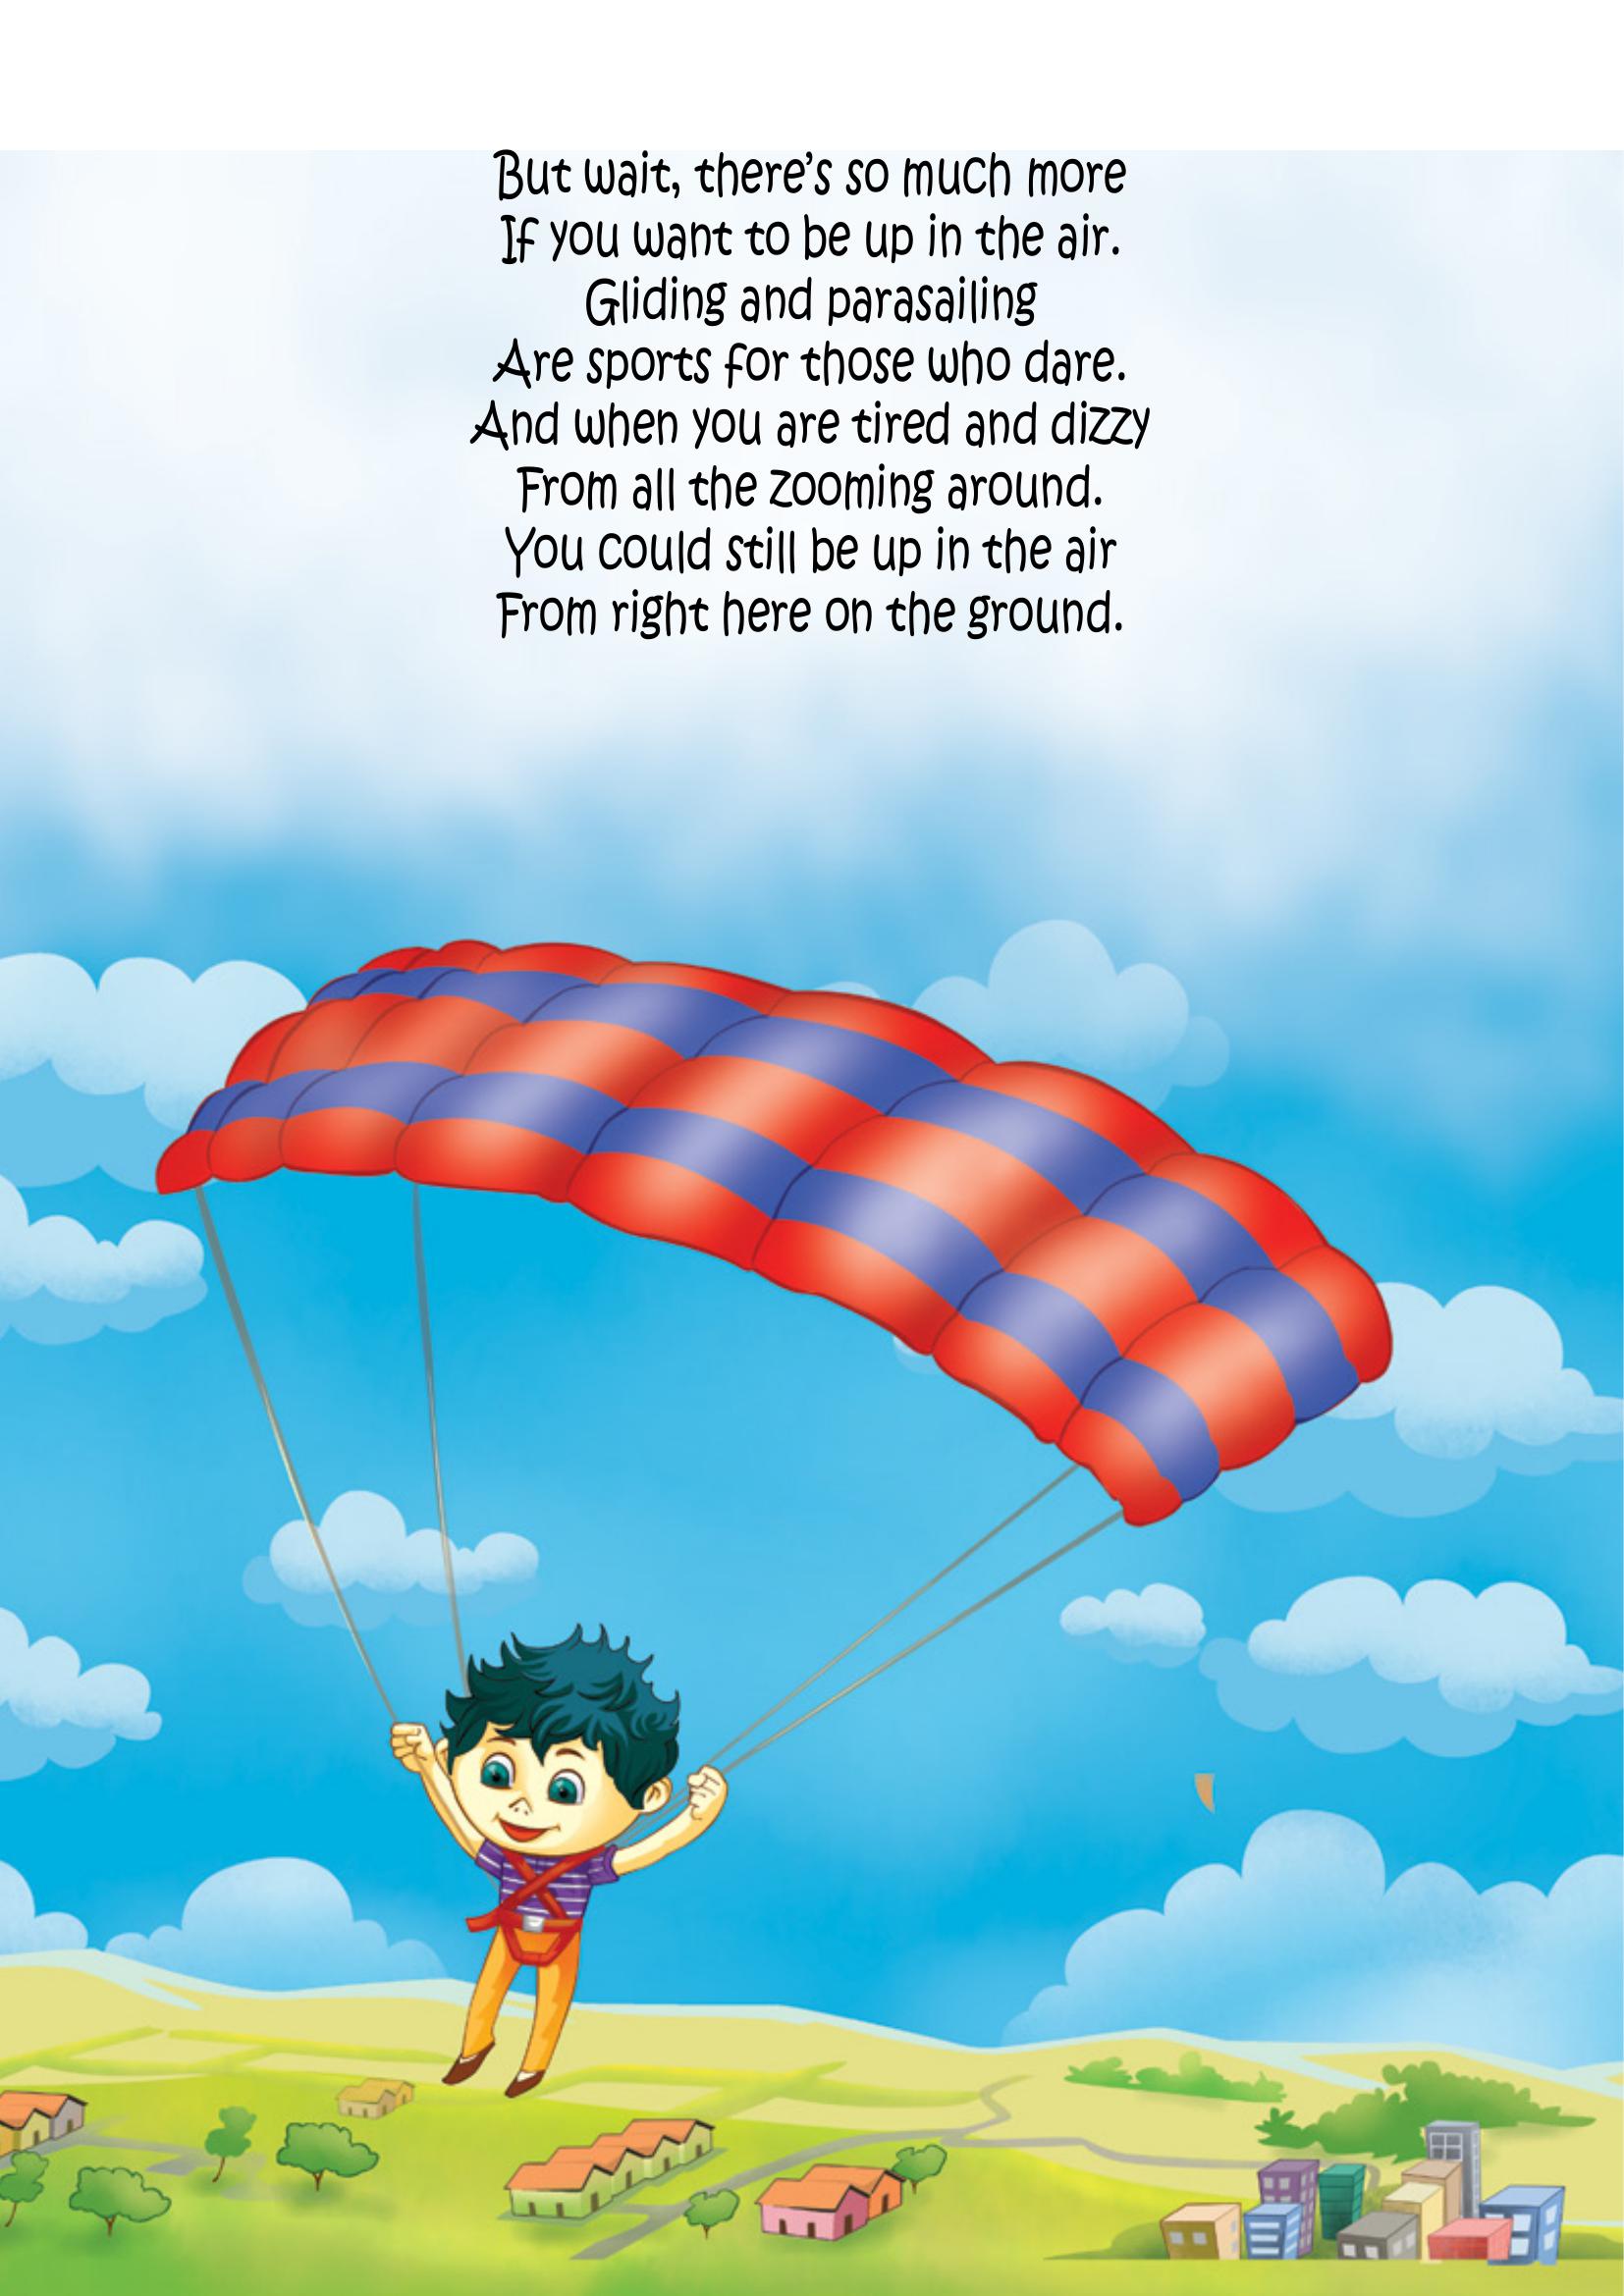 But wait, there's so much more
If you want to be up in the air.
Gliding and parasailing
Are sports for those who dare.
And when you are tired and dizzy
From all the zooming around.
You could still be up in the air
From right here on the ground.